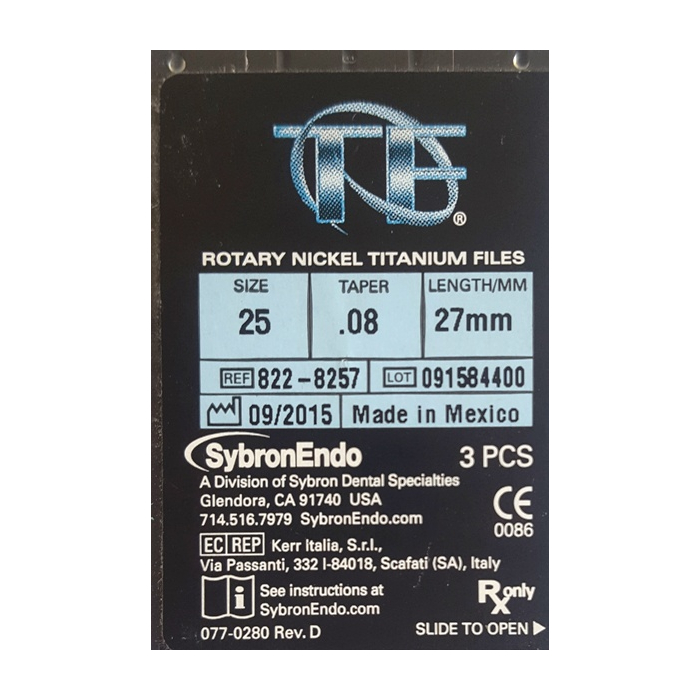 TF®
ROTARY NICKEL TITANIUM FILES
SIZE TAPER LENGTH/MM
25 .08 27mm
REF 822-8257 LOT 091584400
09/2015 Made in Mexico
SybronEndo 3 PCS
A Division of Sybron Dental Specialties
Glendora, CA 91740 USA
714.516.7979 SybronEndo.com
CE
0086
EC REP Kerr Italia, S.r.l.,
Via Passanti, 332 I-84018, Scafati (SA), Italy
i See instructions at
SybronEndo.com
Rx only
077-0280 Rev. D SLIDE TO OPEN ▶